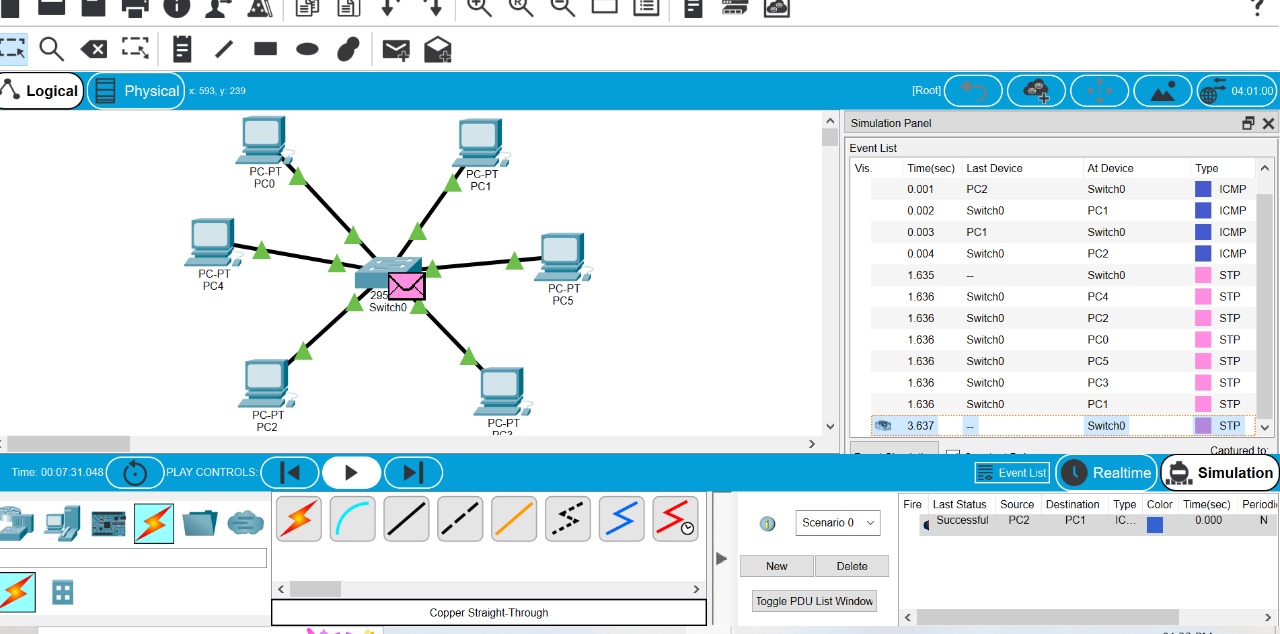 ?
Logical
Physical
x: 593, y: 239
[Root]
04:01:00
PC-PT
PC0
PC-PT
PC1
PC-PT
PC4
PC-PT
PC5
295
Switch0
PC-PT
PC2
PC-PT
PC3
Simulation Panel
Event List
Vis. Time(sec) Last Device At Device Type
0.001 PC2 Switch0 ICMP
0.002 Switch0 PC1 ICMP
0.003 PC1 Switch0 ICMP
0.004 Switch0 PC2 ICMP
1.635 -- Switch0 STP
1.636 Switch0 PC4 STP
1.636 Switch0 PC2 STP
1.636 Switch0 PC0 STP
1.636 Switch0 PC5 STP
1.636 Switch0 PC3 STP
1.636 Switch0 PC1 STP
3.637 -- Switch0 STP
Captured to:
Time: 00:07:31.048
PLAY CONTROLS:
Event List
Realtime
Simulation
Copper Straight-Through
Scenario 0
New
Delete
Toggle PDU List Window
Fire Last Status Source Destination Type Color Time(sec) Periodi
Successful PC2 PC1 IC... 0.000 N